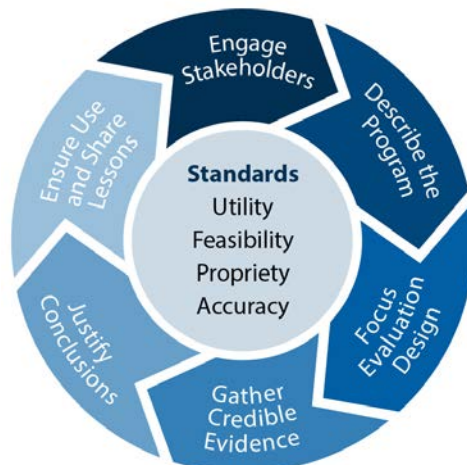 Engage
Stakeholders
Describe the
Program
Focus
Evaluation
Design
Gather
Credible
Evidence
Justify
Conclusions
Ensure Use
and Share
Lessons
Standards
Utility
Feasibility
Propriety
Accuracy